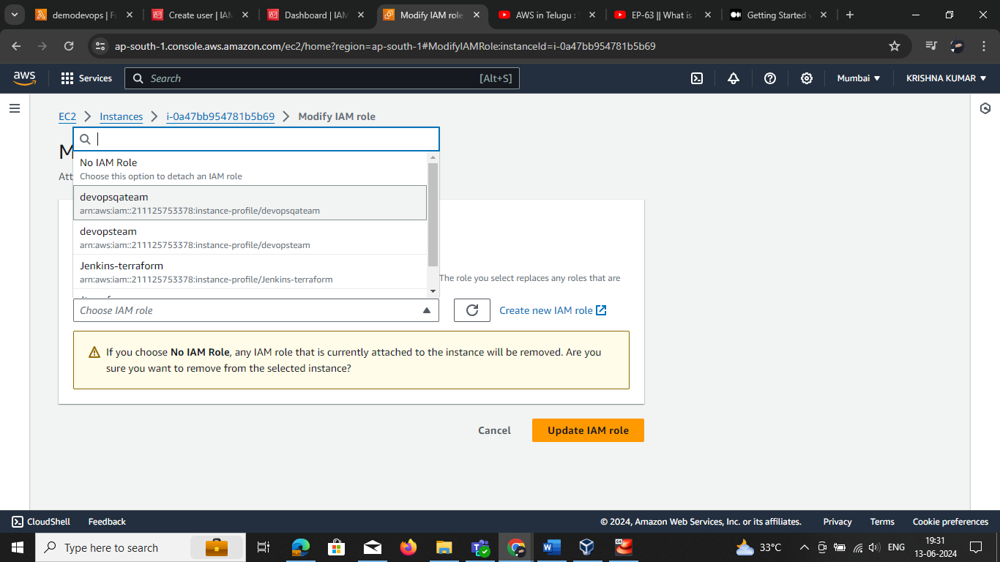 demodevops | Fu
Create user | IAM
Dashboard | IAM
Modify IAM role
AWS in Telugu :
EP-63 || What is
Getting Started
ap-south-1.console.aws.amazon.com/ec2/home?region=ap-south-1#ModifyIAMRole:instanceId=i-0a47bb954781b5b69
aws
Services
Search
[Alt+S]
Mumbai
KRISHNA KUMAR
EC2
Instances
i-0a47bb954781b5b69
Modify IAM role
M
Att
No IAM Role
Choose this option to detach an IAM role
devopsqateam
arn:aws:iam::211125753378:instance-profile/devopsqateam
devopsteam
arn:aws:iam::211125753378:instance-profile/devopsteam
Jenkins-terraform
arn:aws:iam::211125753378:instance-profile/Jenkins-terraform
The role you select replaces any roles that are
Choose IAM role
Create new IAM role
If you choose No IAM Role, any IAM role that is currently attached to the instance will be removed. Are you
sure you want to remove from the selected instance?
Cancel
Update IAM role
CloudShell
Feedback
© 2024, Amazon Web Services, Inc. or its affiliates.
Privacy
Terms
Cookie preferences
Type here to search
33°C
ENG
19:31
13-06-2024